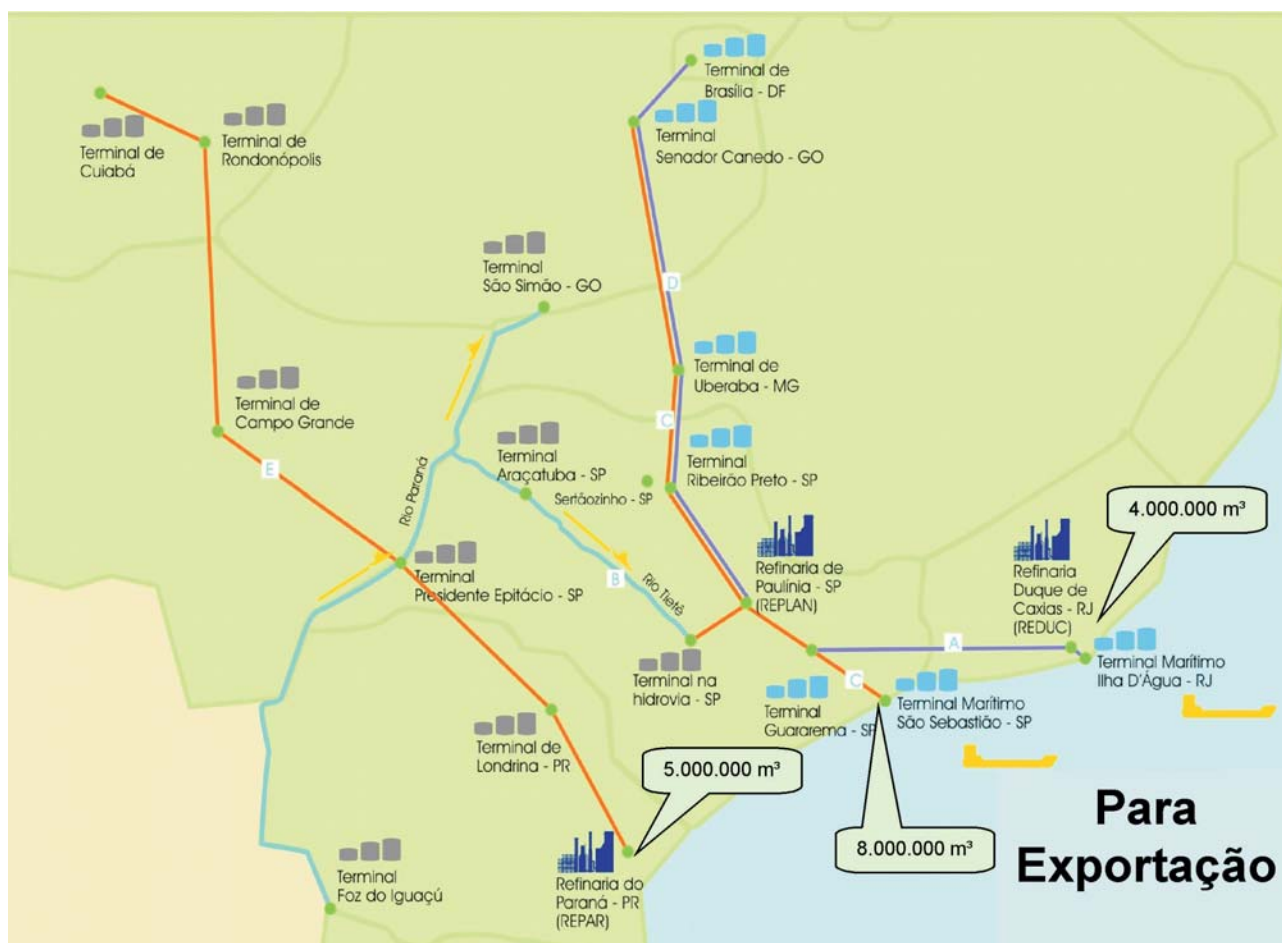 Terminal de
Brasília - DF
Terminal
Senador Canedo - GO
Terminal de
Cuiabá
Terminal de
Rondonópolis
Terminal
São Simão - GO
D
Terminal de
Uberaba - MG
Terminal de
Campo Grande
C
Terminal
Araçatuba - SP
Sertãozinho - SP
Terminal
Ribeirão Preto - SP
E
Rio Paraná
4.000.000 m³
Terminal
Presidente Epitácio - SP
B
Rio Tietê
Refinaria de
Paulínia - SP
(REPLAN)
Refinaria
Duque de
Caxias - RJ
(REDUC)
A
Terminal Marítimo
Ilha D'Água - RJ
Terminal na
hidrovia - SP
Terminal
Guararema - SP
C
Terminal Marítimo
São Sebastião - SP
Terminal de
Londrina - PR
5.000.000 m³
8.000.000 m³
Para
Exportação
Terminal
Foz do Iguaçú
Refinaria do
Paraná - PR
(REPAR)